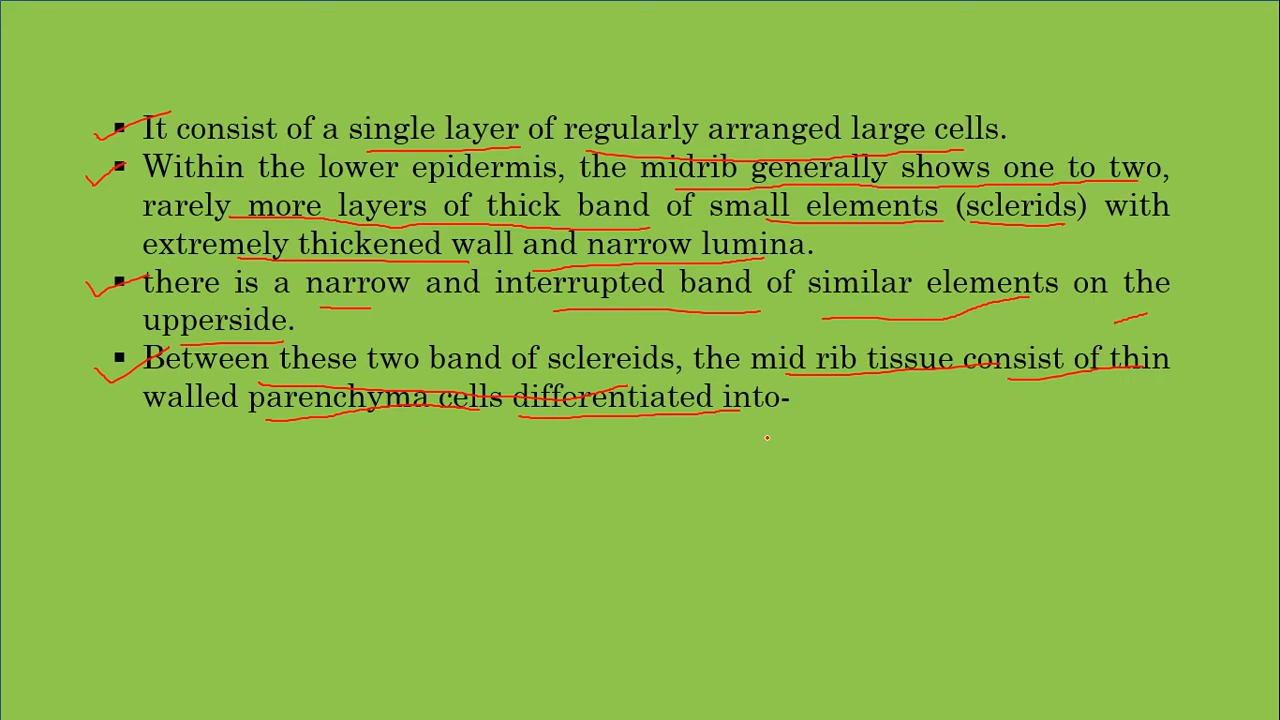 ▪ It consist of a single layer of regularly arranged large cells.
▪ Within the lower epidermis, the midrib generally shows one to two,
rarely more layers of thick band of small elements (sclerids) with
extremely thickened wall and narrow lumina.
▪ there is a narrow and interrupted band of similar elements on the
upperside.
▪ Between these two band of sclereids, the mid rib tissue consist of thin
walled parenchyma cells differentiated into-